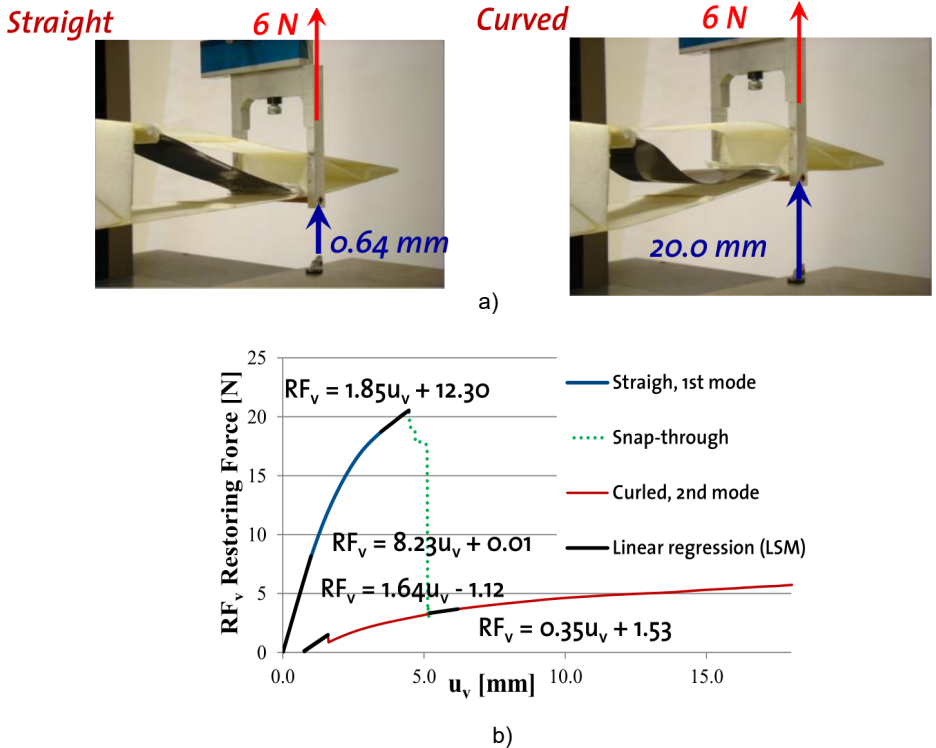 Straight
6 N
Curved
6 N
0.64 mm
20.0 mm
a)
RFᵥ Restoring Force [N]
25
20
15
10
5
0
0.0
5.0
10.0
15.0
uᵥ [mm]
RFᵥ = 1.85uᵥ + 12.30
RFᵥ = 8.23uᵥ + 0.01
RFᵥ = 1.64uᵥ - 1.12
RFᵥ = 0.35uᵥ + 1.53
Straigh, 1st mode
Snap-through
Curled, 2nd mode
Linear regression (LSM)
b)